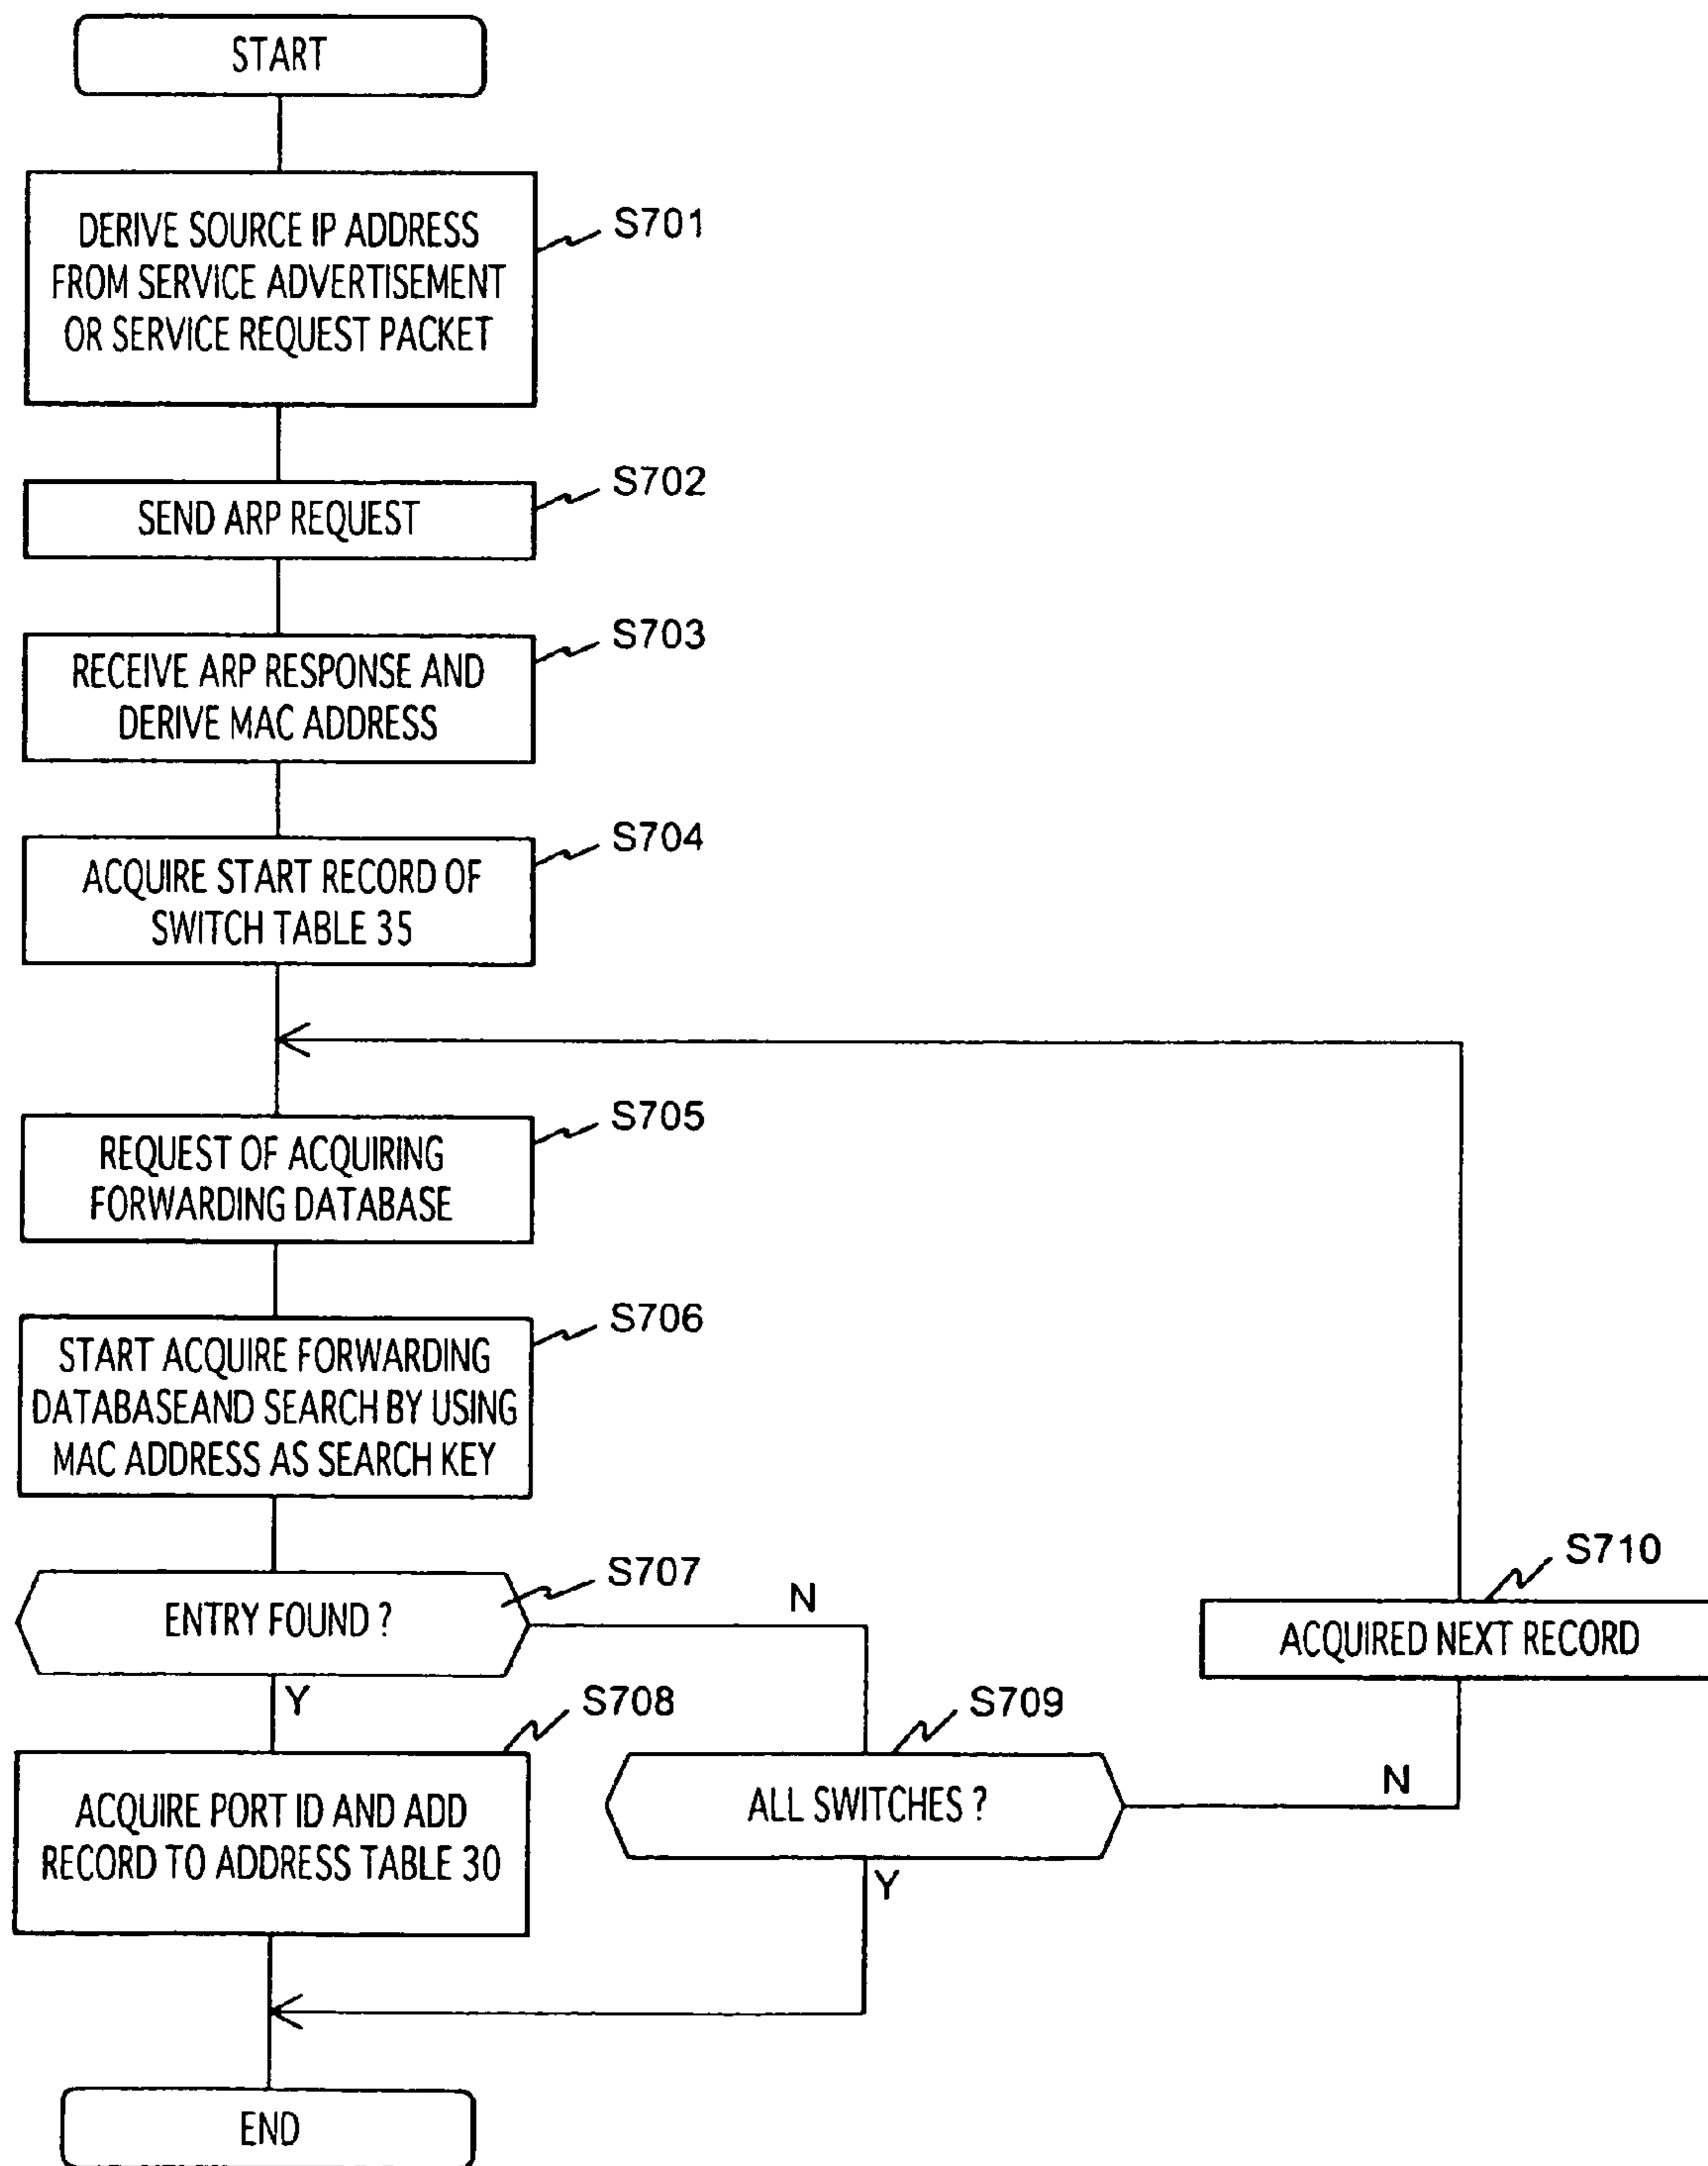 START
DERIVE SOURCE IP ADDRESS
FROM SERVICE ADVERTISEMENT
OR SERVICE REQUEST PACKET
S701
SEND ARP REQUEST
S702
RECEIVE ARP RESPONSE AND
DERIVE MAC ADDRESS
S703
ACQUIRE START RECORD OF
SWITCH TABLE 35
S704
REQUEST OF ACQUIRING
FORWARDING DATABASE
S705
START ACQUIRE FORWARDING
DATABASEAND SEARCH BY USING
MAC ADDRESS AS SEARCH KEY
S706
ENTRY FOUND ?
S707
N
Y
ACQUIRE PORT ID AND ADD
RECORD TO ADDRESS TABLE 30
S708
ALL SWITCHES ?
S709
N
Y
ACQUIRED NEXT RECORD
S710
END